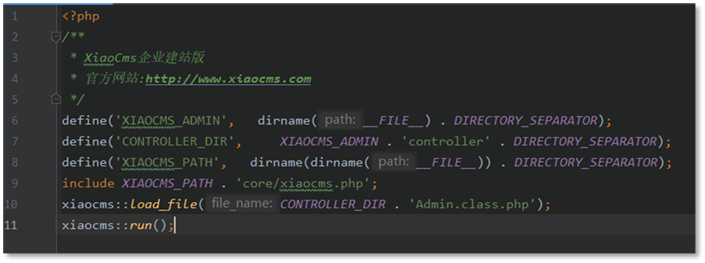 1 <?php
2 /**
3 * XiaoCms企业建站版
4 * 官方网站:http://www.xiaocms.com
5 */
6 define('XIAOCMS_ADMIN', dirname( path: __FILE__) . DIRECTORY_SEPARATOR);
7 define('CONTROLLER_DIR', XIAOCMS_ADMIN . 'controller' . DIRECTORY_SEPARATOR);
8 define('XIAOCMS_PATH', dirname(dirname( path: __FILE__)) . DIRECTORY_SEPARATOR);
9 include XIAOCMS_PATH . 'core/xiaocms.php';
10 xiaocms::load_file( file_name: CONTROLLER_DIR . 'Admin.class.php');
11 xiaocms::run();